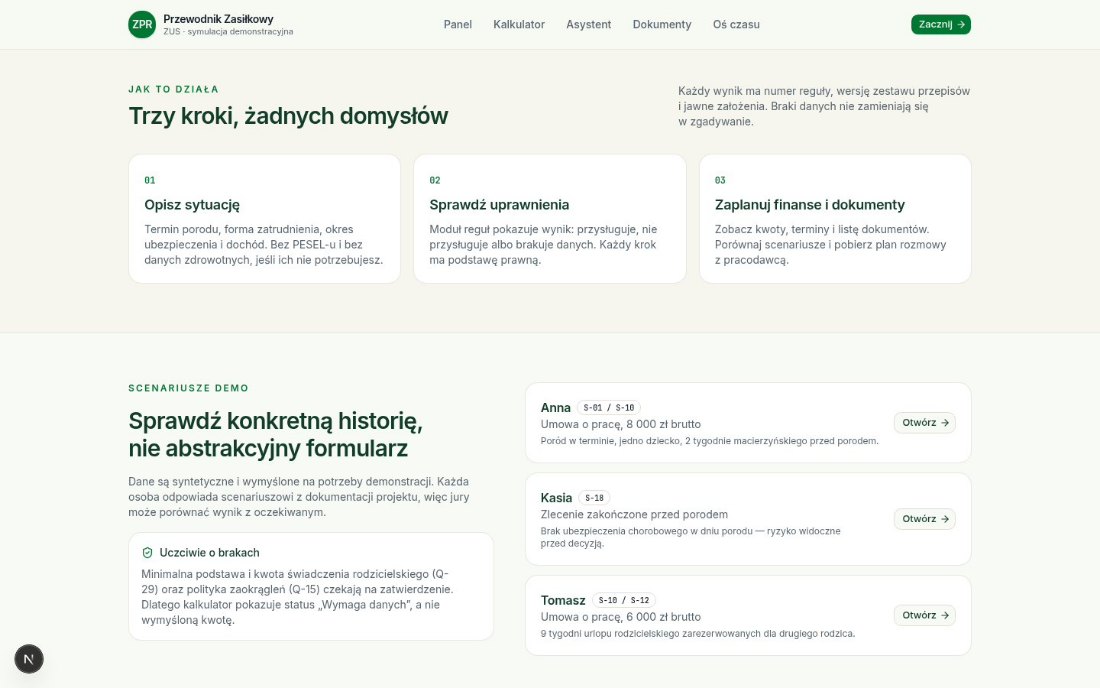 ZPR
Przewodnik Zasiłkowy
ZUS · symulacja demonstracyjna
Panel
Kalkulator
Asystent
Dokumenty
Oś czasu
Zacznij →
JAK TO DZIAŁA
Trzy kroki, żadnych domysłów
Każdy wynik ma numer reguły, wersję zestawu przepisów
i jawne założenia. Braki danych nie zamieniają się
w zgadywanie.
01
Opisz sytuację
Termin porodu, forma zatrudnienia, okres
ubezpieczenia i dochód. Bez PESEL-u i bez
danych zdrowotnych, jeśli ich nie potrzebujesz.
02
Sprawdź uprawnienia
Moduł reguł pokazuje wynik: przysługuje, nie
przysługuje albo brakuje danych. Każdy krok
ma podstawę prawną.
03
Zaplanuj finanse i dokumenty
Zobacz kwoty, terminy i listę dokumentów.
Porównaj scenariusze i pobierz plan rozmowy
z pracodawcą.
SCENARIUSZE DEMO
Sprawdź konkretną historię,
nie abstrakcyjny formularz
Dane są syntetyczne i wymyślone na potrzeby demonstracji. Każda
osoba odpowiada scenariuszowi z dokumentacji projektu, więc jury
może porównać wynik z oczekiwanym.
Uczciwie o brakach
Minimalna podstawa i kwota świadczenia rodzicielskiego (Q-
29) oraz polityka zaokrągleń (Q-15) czekają na zatwierdzenie.
Dlatego kalkulator pokazuje status „Wymaga danych”, a nie
wymyśloną kwotę.
Anna S-01 / S-10
Umowa o pracę, 8 000 zł brutto
Poród w terminie, jedno dziecko, 2 tygodnie macierzyńskiego przed porodem.
Otwórz →
Kasia S-18
Zlecenie zakończone przed porodem
Brak ubezpieczenia chorobowego w dniu porodu — ryzyko widoczne
przed decyzją.
Otwórz →
Tomasz S-10 / S-12
Umowa o pracę, 6 000 zł brutto
9 tygodni urlopu rodzicielskiego zarezerwowanych dla drugiego rodzica.
Otwórz →
N